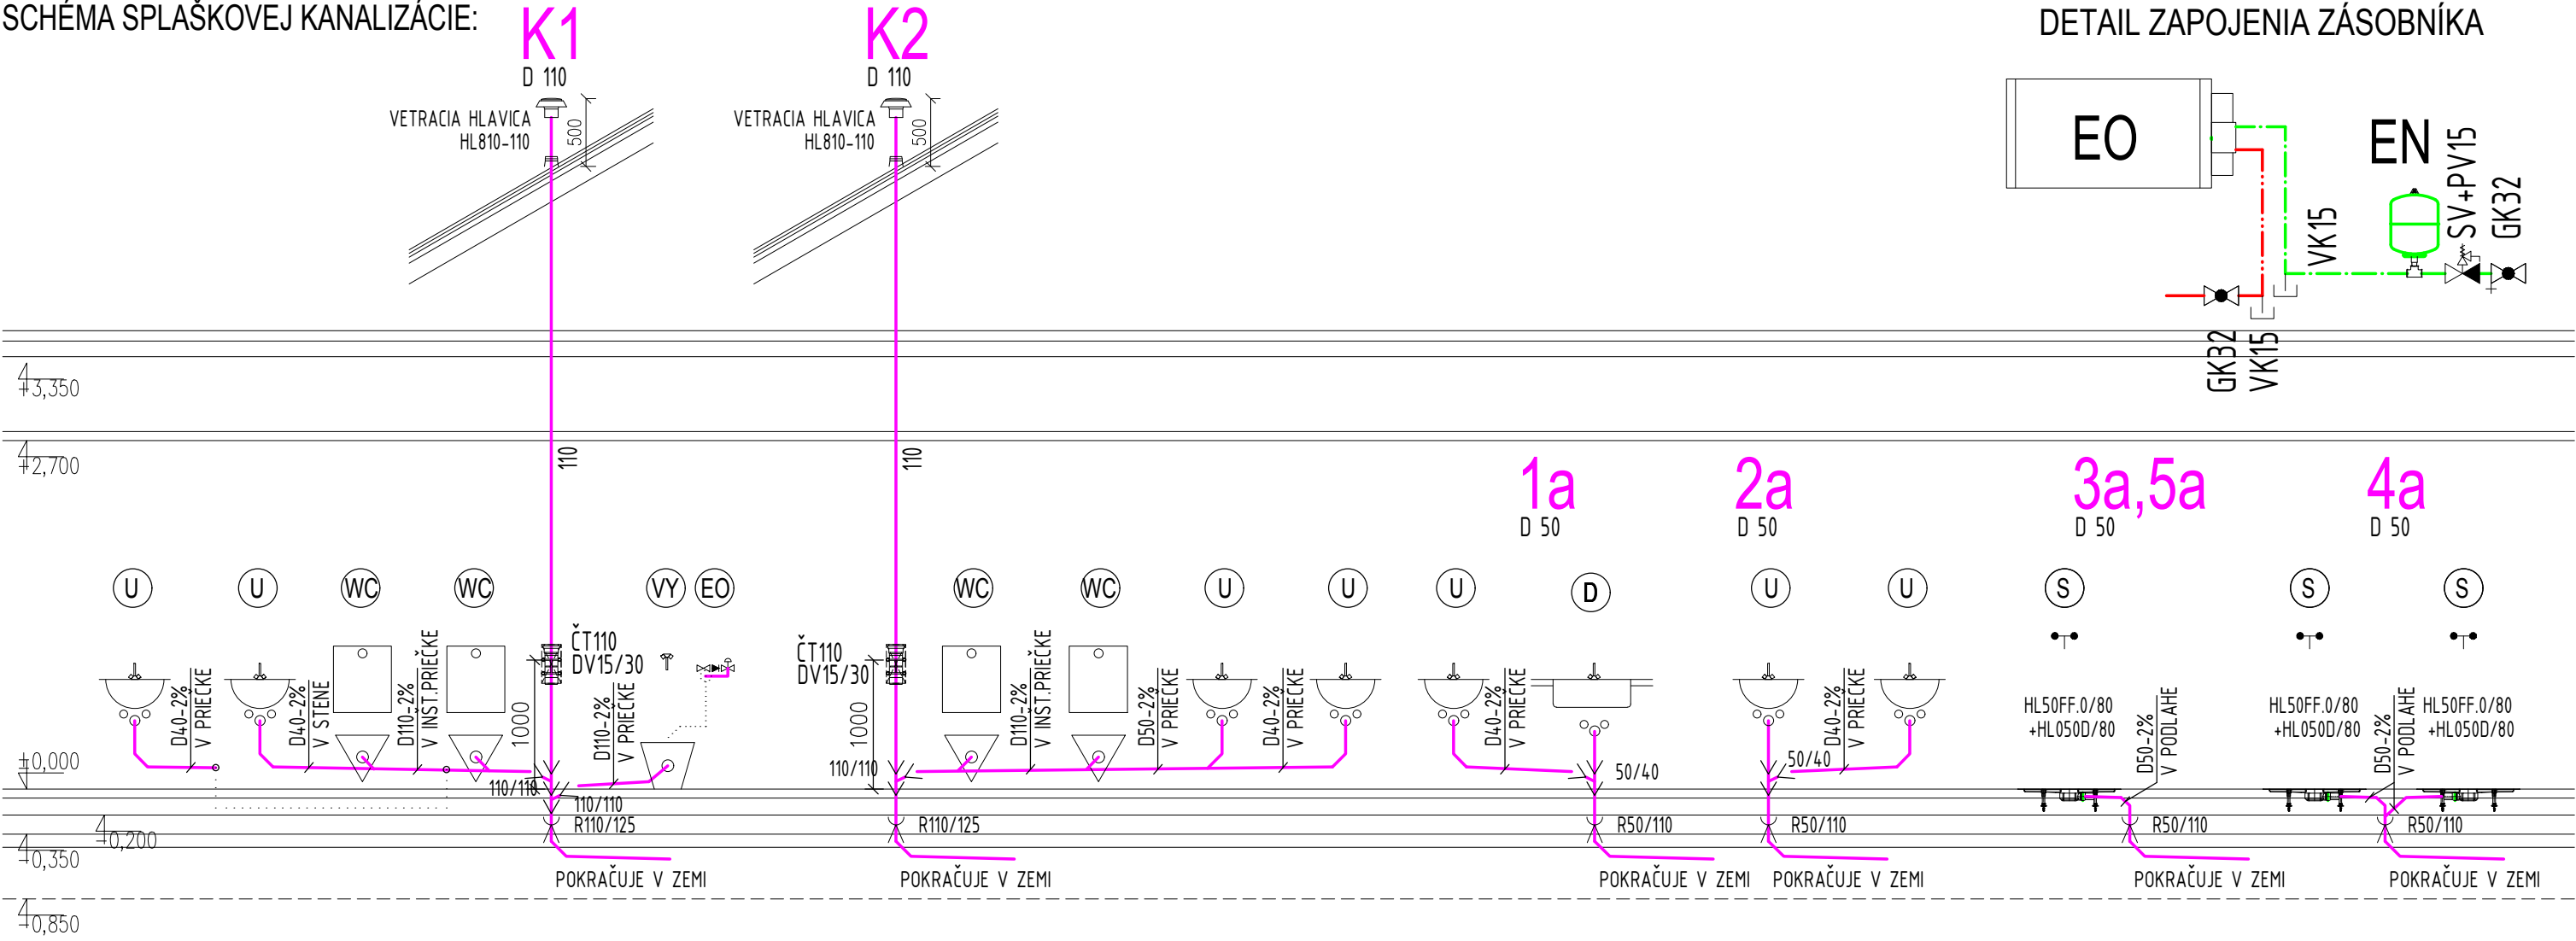 SCHÉMA SPLAŠKOVEJ KANALIZÁCIE:
K1
D 110
VETRACIA HLAVICA
HL810-110
500
K2
D 110
VETRACIA HLAVICA
HL810-110
500
DETAIL ZAPOJENIA ZÁSOBNÍKA
EO
EN
SV+PV15
GK32
VK15
GK32
VK15
+3,350
+2,700
110
110
1a
D 50
2a
D 50
3a,5a
D 50
4a
D 50
U
U
WC
WC
VY
EO
WC
WC
U
U
U
D
U
U
S
S
S
D40-2%
V PRIEČKE
D40-2%
V STENE
D110-2%
V INŠT.PRIEČKE
ČT110
DV15/30
1000
D110-2%
V PRIEČKE
ČT110
DV15/30
1000
D110-2%
V INŠT.PRIEČKE
D50-2%
V PRIEČKE
D40-2%
V PRIEČKE
D40-2%
V PRIEČKE
D40-2%
V PRIEČKE
HL50FF.0/80
+HL050D/80
D50-2%
V PODLAHE
HL50FF.0/80
+HL050D/80
D50-2%
V PODLAHE
HL50FF.0/80
+HL050D/80
±0,000
110/110
110/110
110/110
50/40
50/40
-0,200
R110/125
R110/125
R50/110
R50/110
R50/110
R50/110
-0,350
POKRAČUJE V ZEMI
POKRAČUJE V ZEMI
POKRAČUJE V ZEMI
POKRAČUJE V ZEMI
POKRAČUJE V ZEMI
POKRAČUJE V ZEMI
-0,850